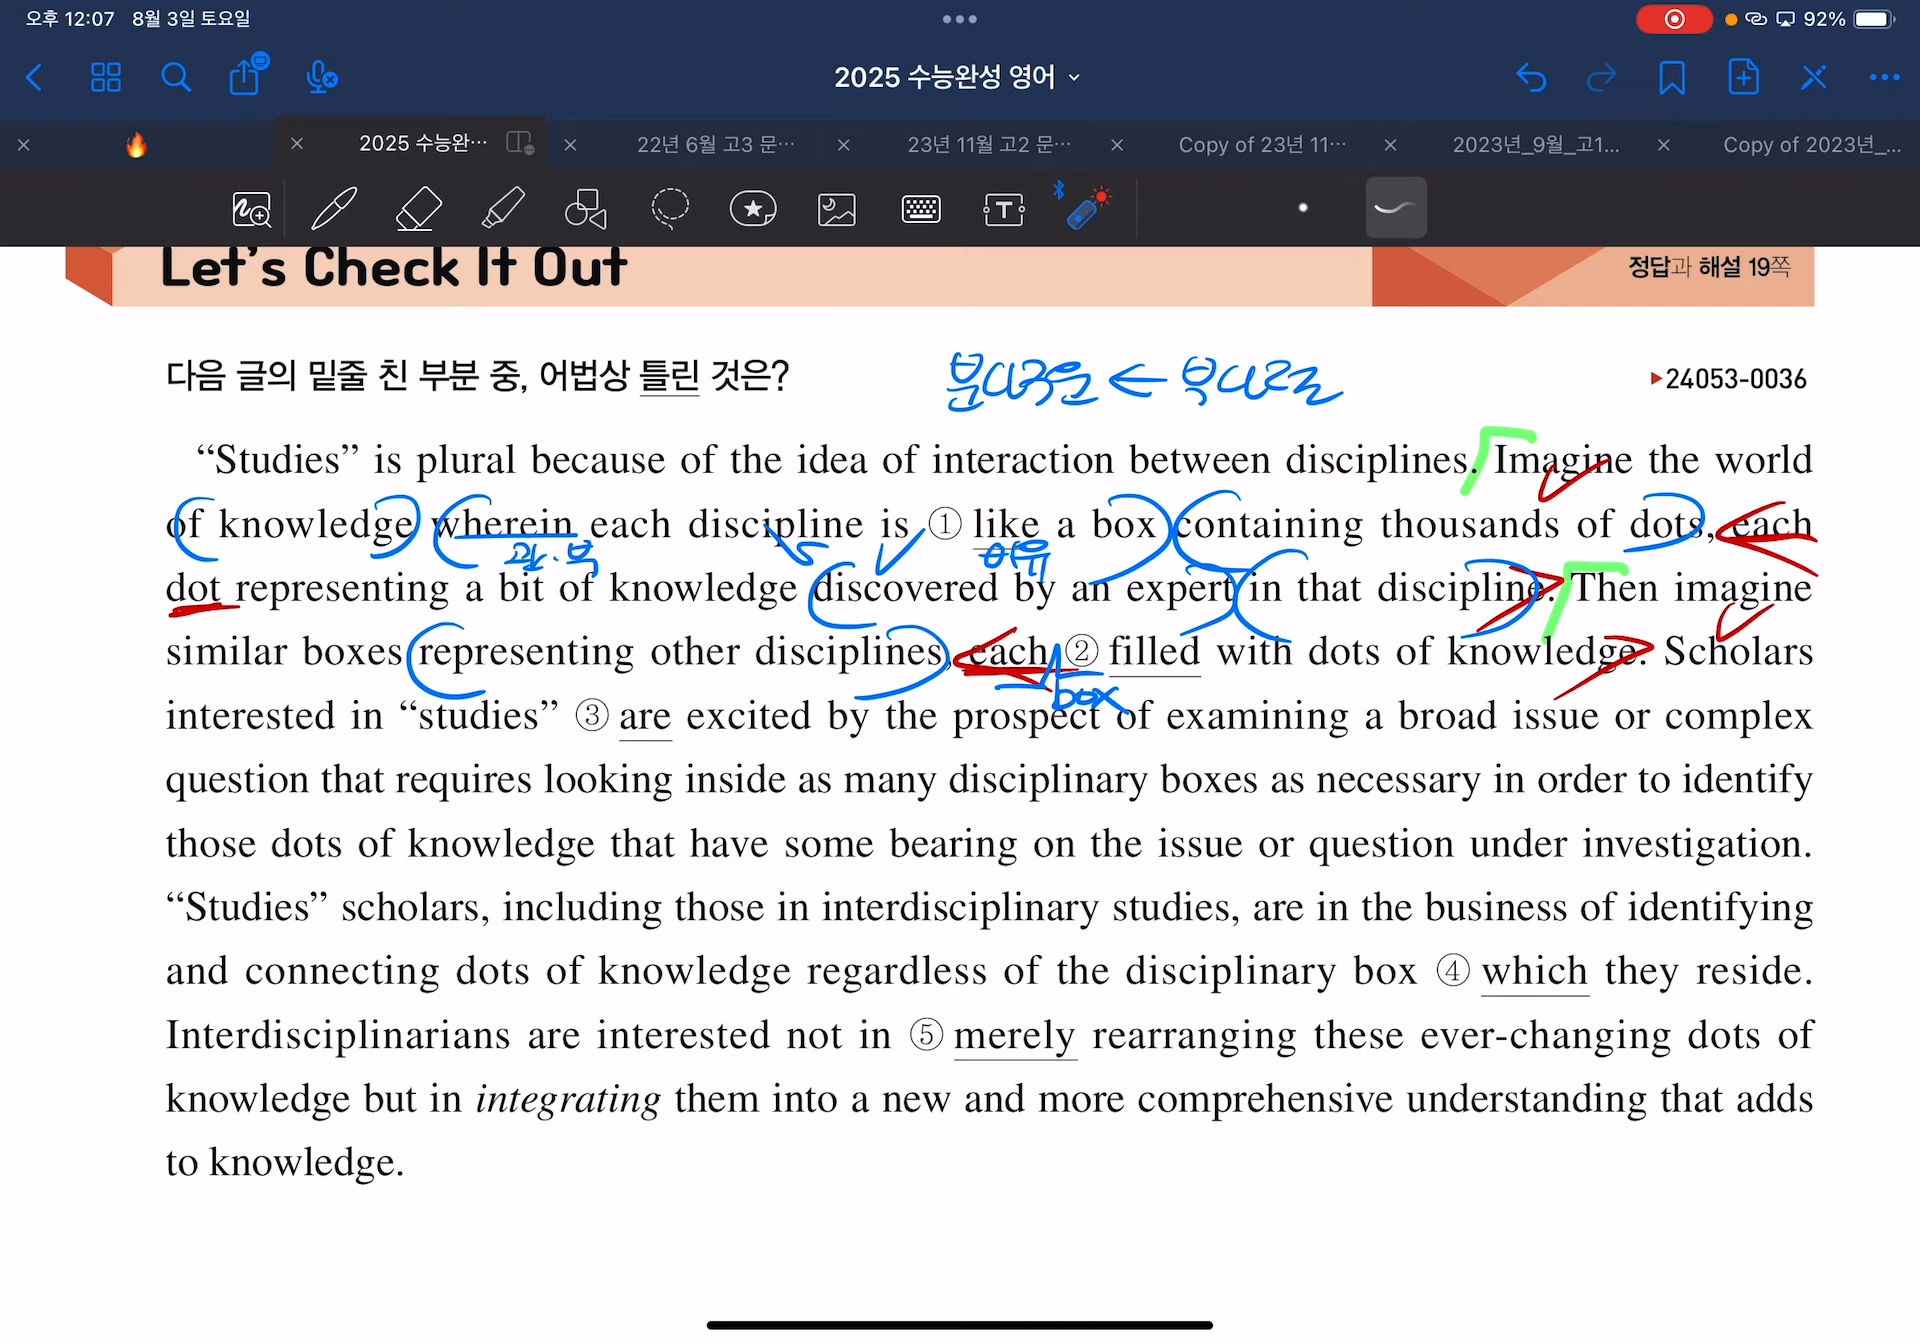 오후 12:07 8월 3일 토요일
92%
2025 수능완성 영어
2025 수능완···
22년 6월 고3 문···
23년 11월 고2 문···
Copy of 23년 11···
2023년_9월_고1...
Copy of 2023년_...
Let's Check It Out
정답과 해설 19쪽
다음 글의 밑줄 친 부분 중, 어법상 틀린 것은?
▶24053-0036
“Studies” is plural because of the idea of interaction between disciplines. Imagine the world
of knowledge wherein each discipline is ① like a box containing thousands of dots, each
관·부
dot representing a bit of knowledge discovered by an expert in that discipline. Then imagine
similar boxes representing other disciplines, each ② filled with dots of knowledge. Scholars
box
interested in “studies” ③ are excited by the prospect of examining a broad issue or complex
question that requires looking inside as many disciplinary boxes as necessary in order to identify
those dots of knowledge that have some bearing on the issue or question under investigation.
“Studies” scholars, including those in interdisciplinary studies, are in the business of identifying
and connecting dots of knowledge regardless of the disciplinary box ④ which they reside.
Interdisciplinarians are interested not in ⑤ merely rearranging these ever-changing dots of
knowledge but in integrating them into a new and more comprehensive understanding that adds
to knowledge.